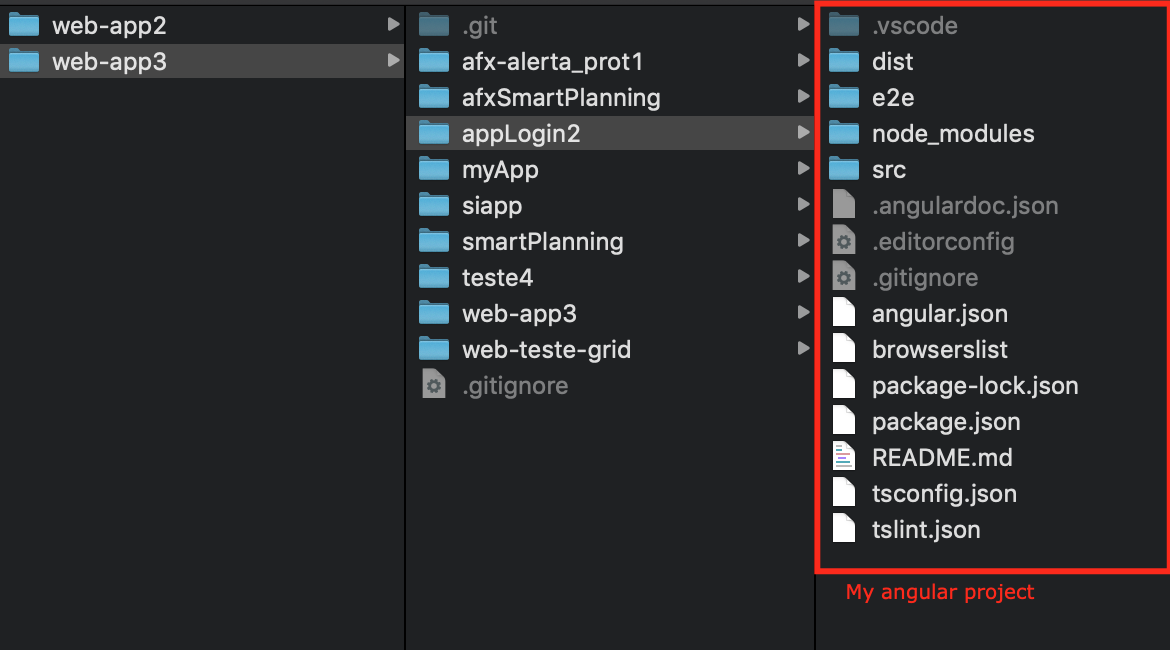 web-app2
web-app3
.git
afx-alerta_prot1
afxSmartPlanning
appLogin2
myApp
siapp
smartPlanning
teste4
web-app3
web-teste-grid
.gitignore
.vscode
dist
e2e
node_modules
src
.angulardoc.json
.editorconfig
.gitignore
angular.json
browserslist
package-lock.json
package.json
README.md
tsconfig.json
tslint.json
My angular project